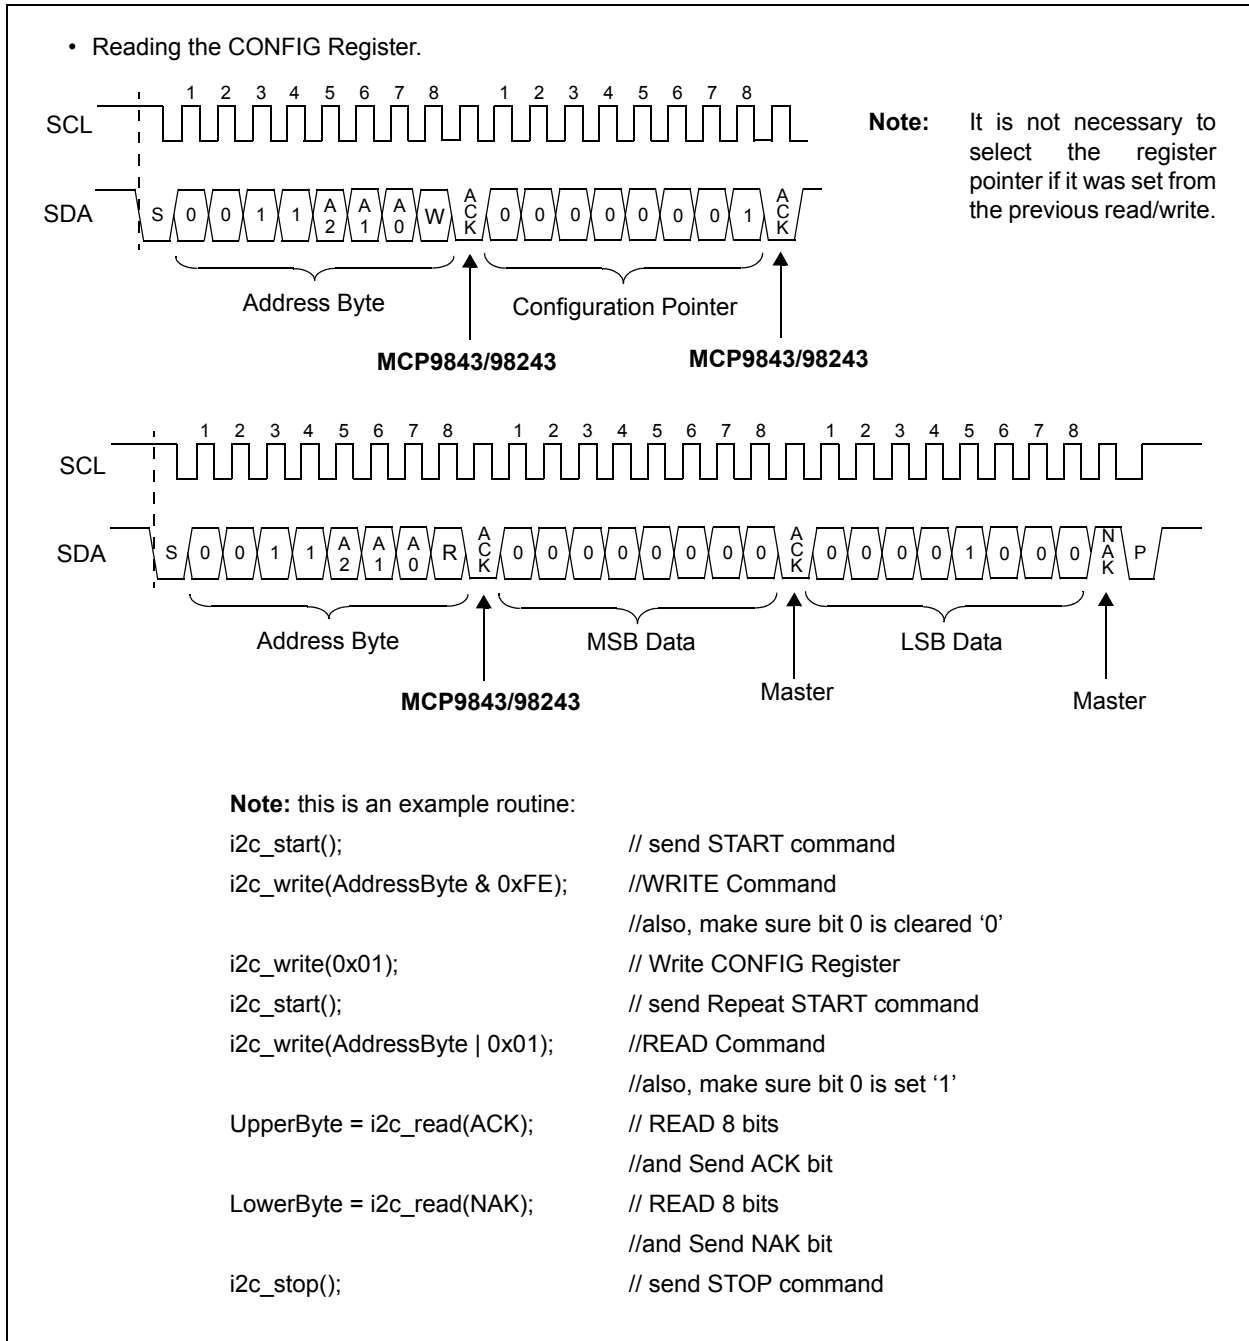 • Reading the CONFIG Register.
1 2 3 4 5 6 7 8 1 2 3 4 5 6 7 8
SCL
Note: It is not necessary to
select the register
pointer if it was set from
the previous read/write.
SDA S 0 0 1 1 A2 A1 A0 W ACK 0 0 0 0 0 0 0 1 ACK
Address Byte Configuration Pointer
MCP9843/98243 MCP9843/98243
1 2 3 4 5 6 7 8 1 2 3 4 5 6 7 8 1 2 3 4 5 6 7 8
SCL
SDA S 0 0 1 1 A2 A1 A0 R ACK 0 0 0 0 0 0 0 0 ACK 0 0 0 0 1 0 0 0 NAK P
Address Byte MSB Data LSB Data
MCP9843/98243 Master Master
Note: this is an example routine:
i2c_start(); // send START command
i2c_write(AddressByte & 0xFE); //WRITE Command
//also, make sure bit 0 is cleared ‘0’
i2c_write(0x01); // Write CONFIG Register
i2c_start(); // send Repeat START command
i2c_write(AddressByte | 0x01); //READ Command
//also, make sure bit 0 is set ‘1’
UpperByte = i2c_read(ACK); // READ 8 bits
//and Send ACK bit
LowerByte = i2c_read(NAK); // READ 8 bits
//and Send NAK bit
i2c_stop(); // send STOP command